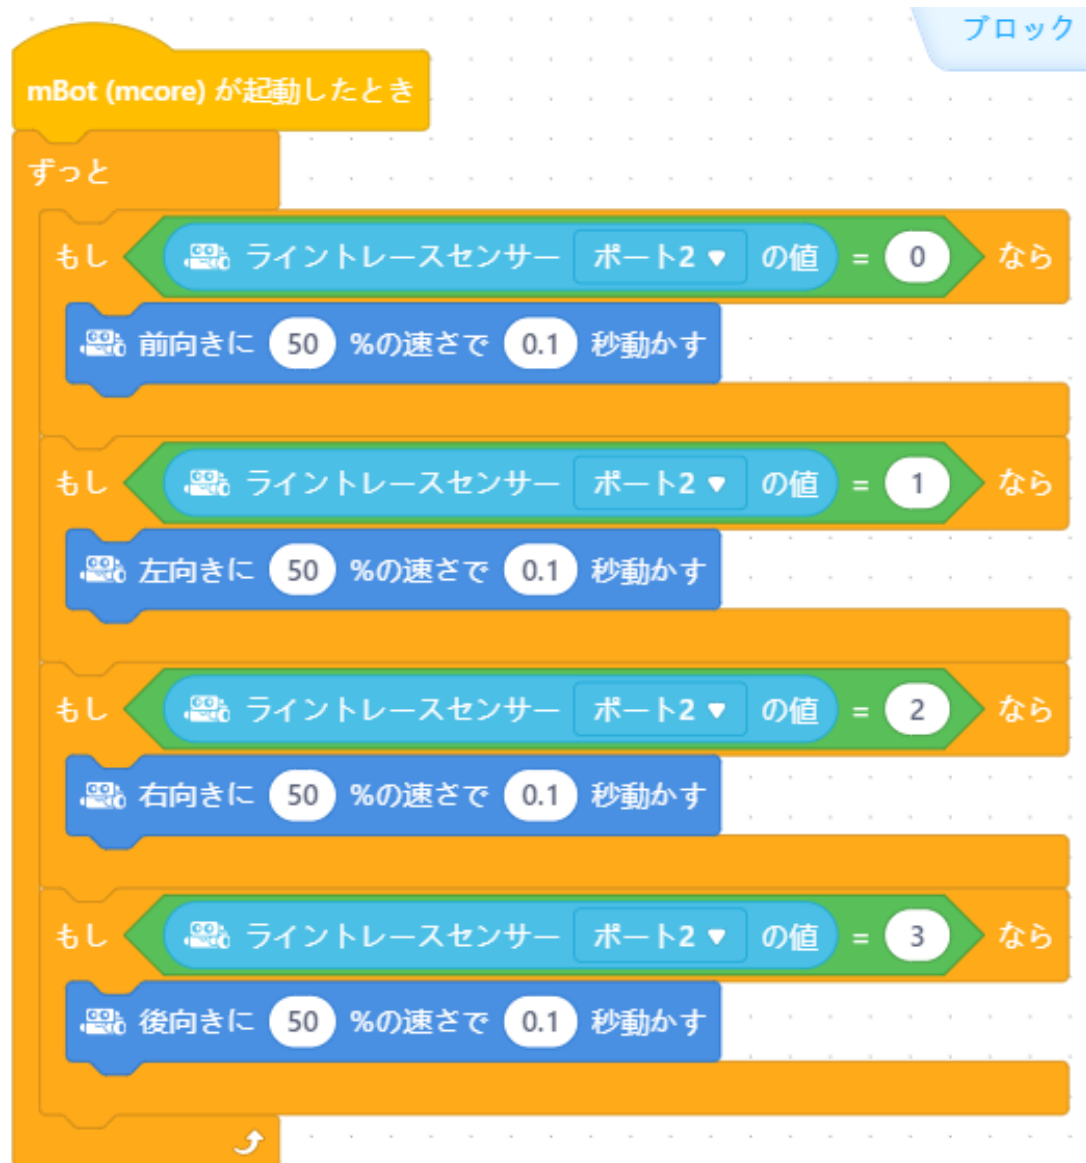 ブロック
mBot (mcore) が起動したとき
ずっと
もし ライントレースセンサー ポート2 の値 = 0 なら
前向きに 50 %の速さで 0.1 秒動かす
もし ライントレースセンサー ポート2 の値 = 1 なら
左向きに 50 %の速さで 0.1 秒動かす
もし ライントレースセンサー ポート2 の値 = 2 なら
右向きに 50 %の速さで 0.1 秒動かす
もし ライントレースセンサー ポート2 の値 = 3 なら
後向きに 50 %の速さで 0.1 秒動かす